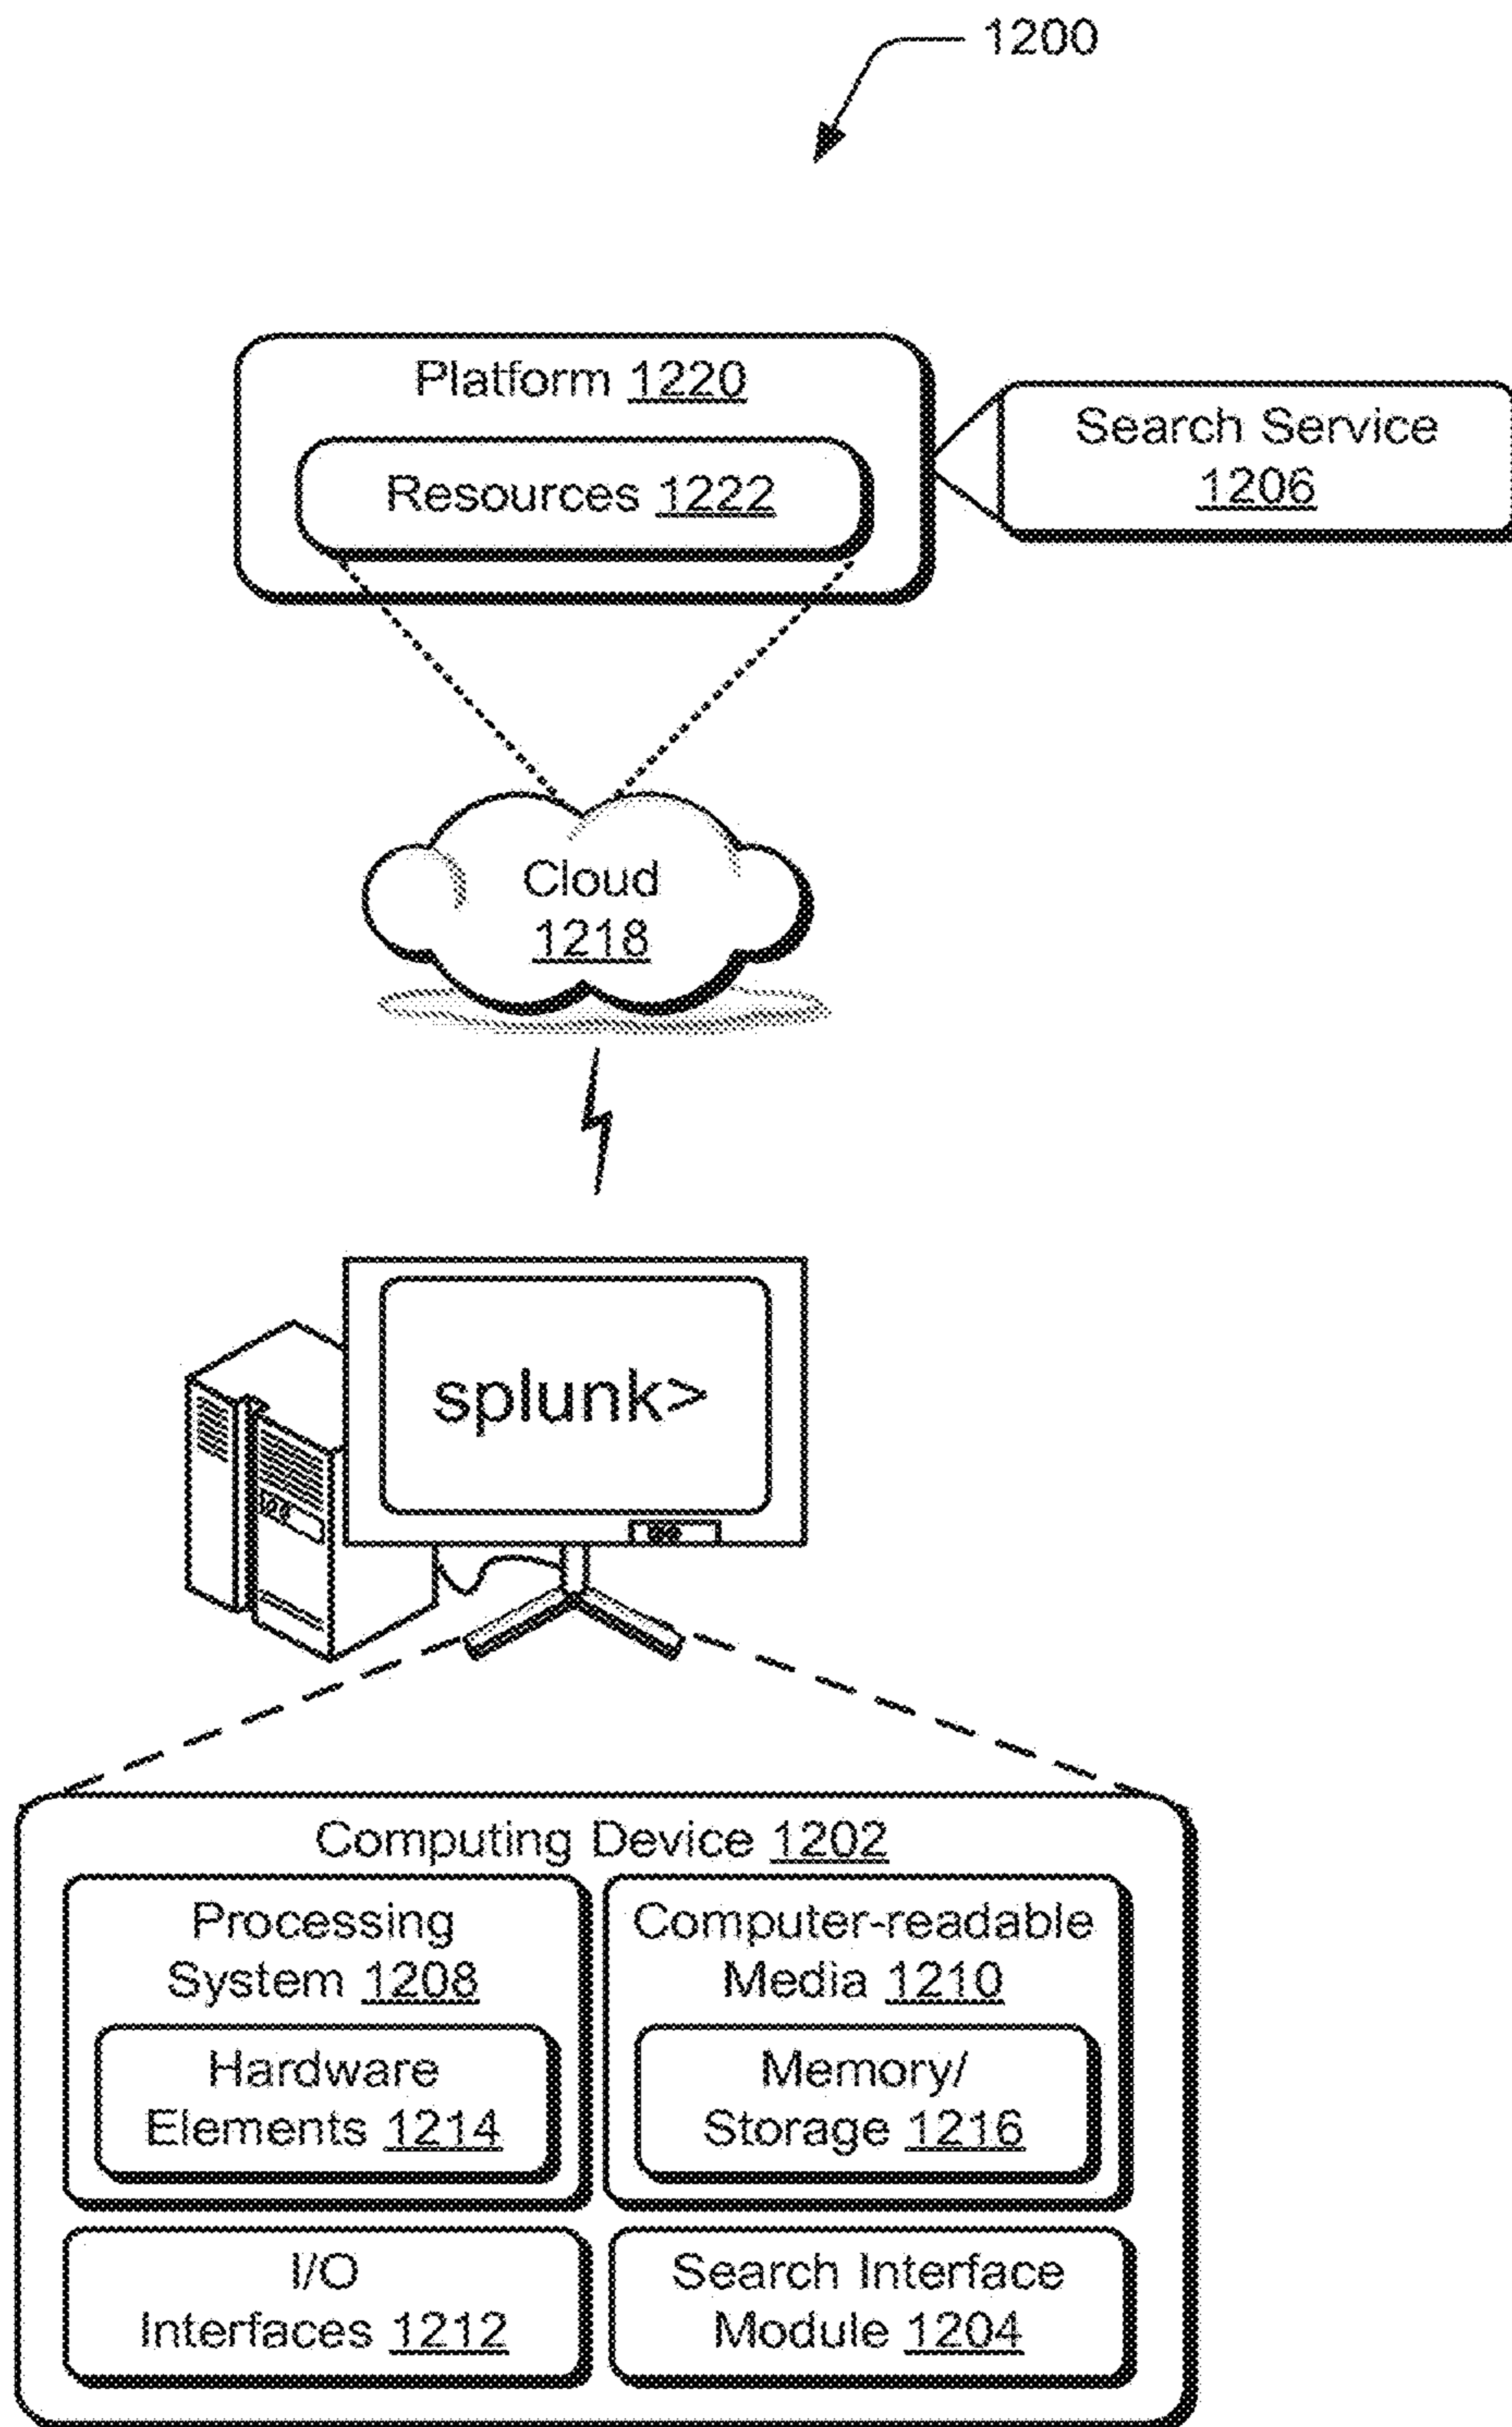 1200
Platform 1220
Resources 1222
Search Service
1206
Cloud
1218
splunk>
Computing Device 1202
Processing
System 1208
Hardware
Elements 1214
Computer-readable
Media 1210
Memory/
Storage 1216
I/O
Interfaces 1212
Search Interface
Module 1204